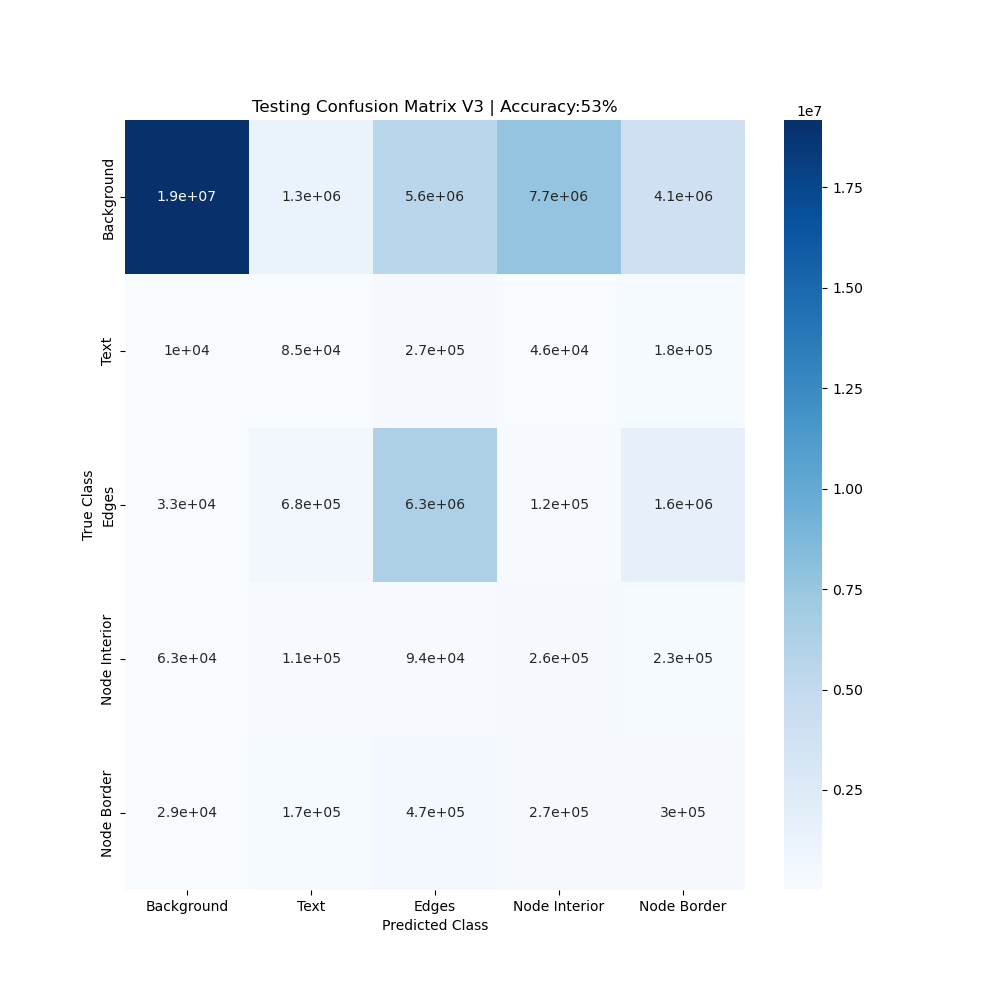 Testing Confusion Matrix V3 | Accuracy:53%
1e7
Background 1.9e+07 1.3e+06 5.6e+06 7.7e+06 4.1e+06
Text 1e+04 8.5e+04 2.7e+05 4.6e+04 1.8e+05
Edges 3.3e+04 6.8e+05 6.3e+06 1.2e+05 1.6e+06
Node Interior 6.3e+04 1.1e+05 9.4e+04 2.6e+05 2.3e+05
Node Border 2.9e+04 1.7e+05 4.7e+05 2.7e+05 3e+05
True Class
Background Text Edges Node Interior Node Border
Predicted Class
1.75
1.50
1.25
1.00
0.75
0.50
0.25